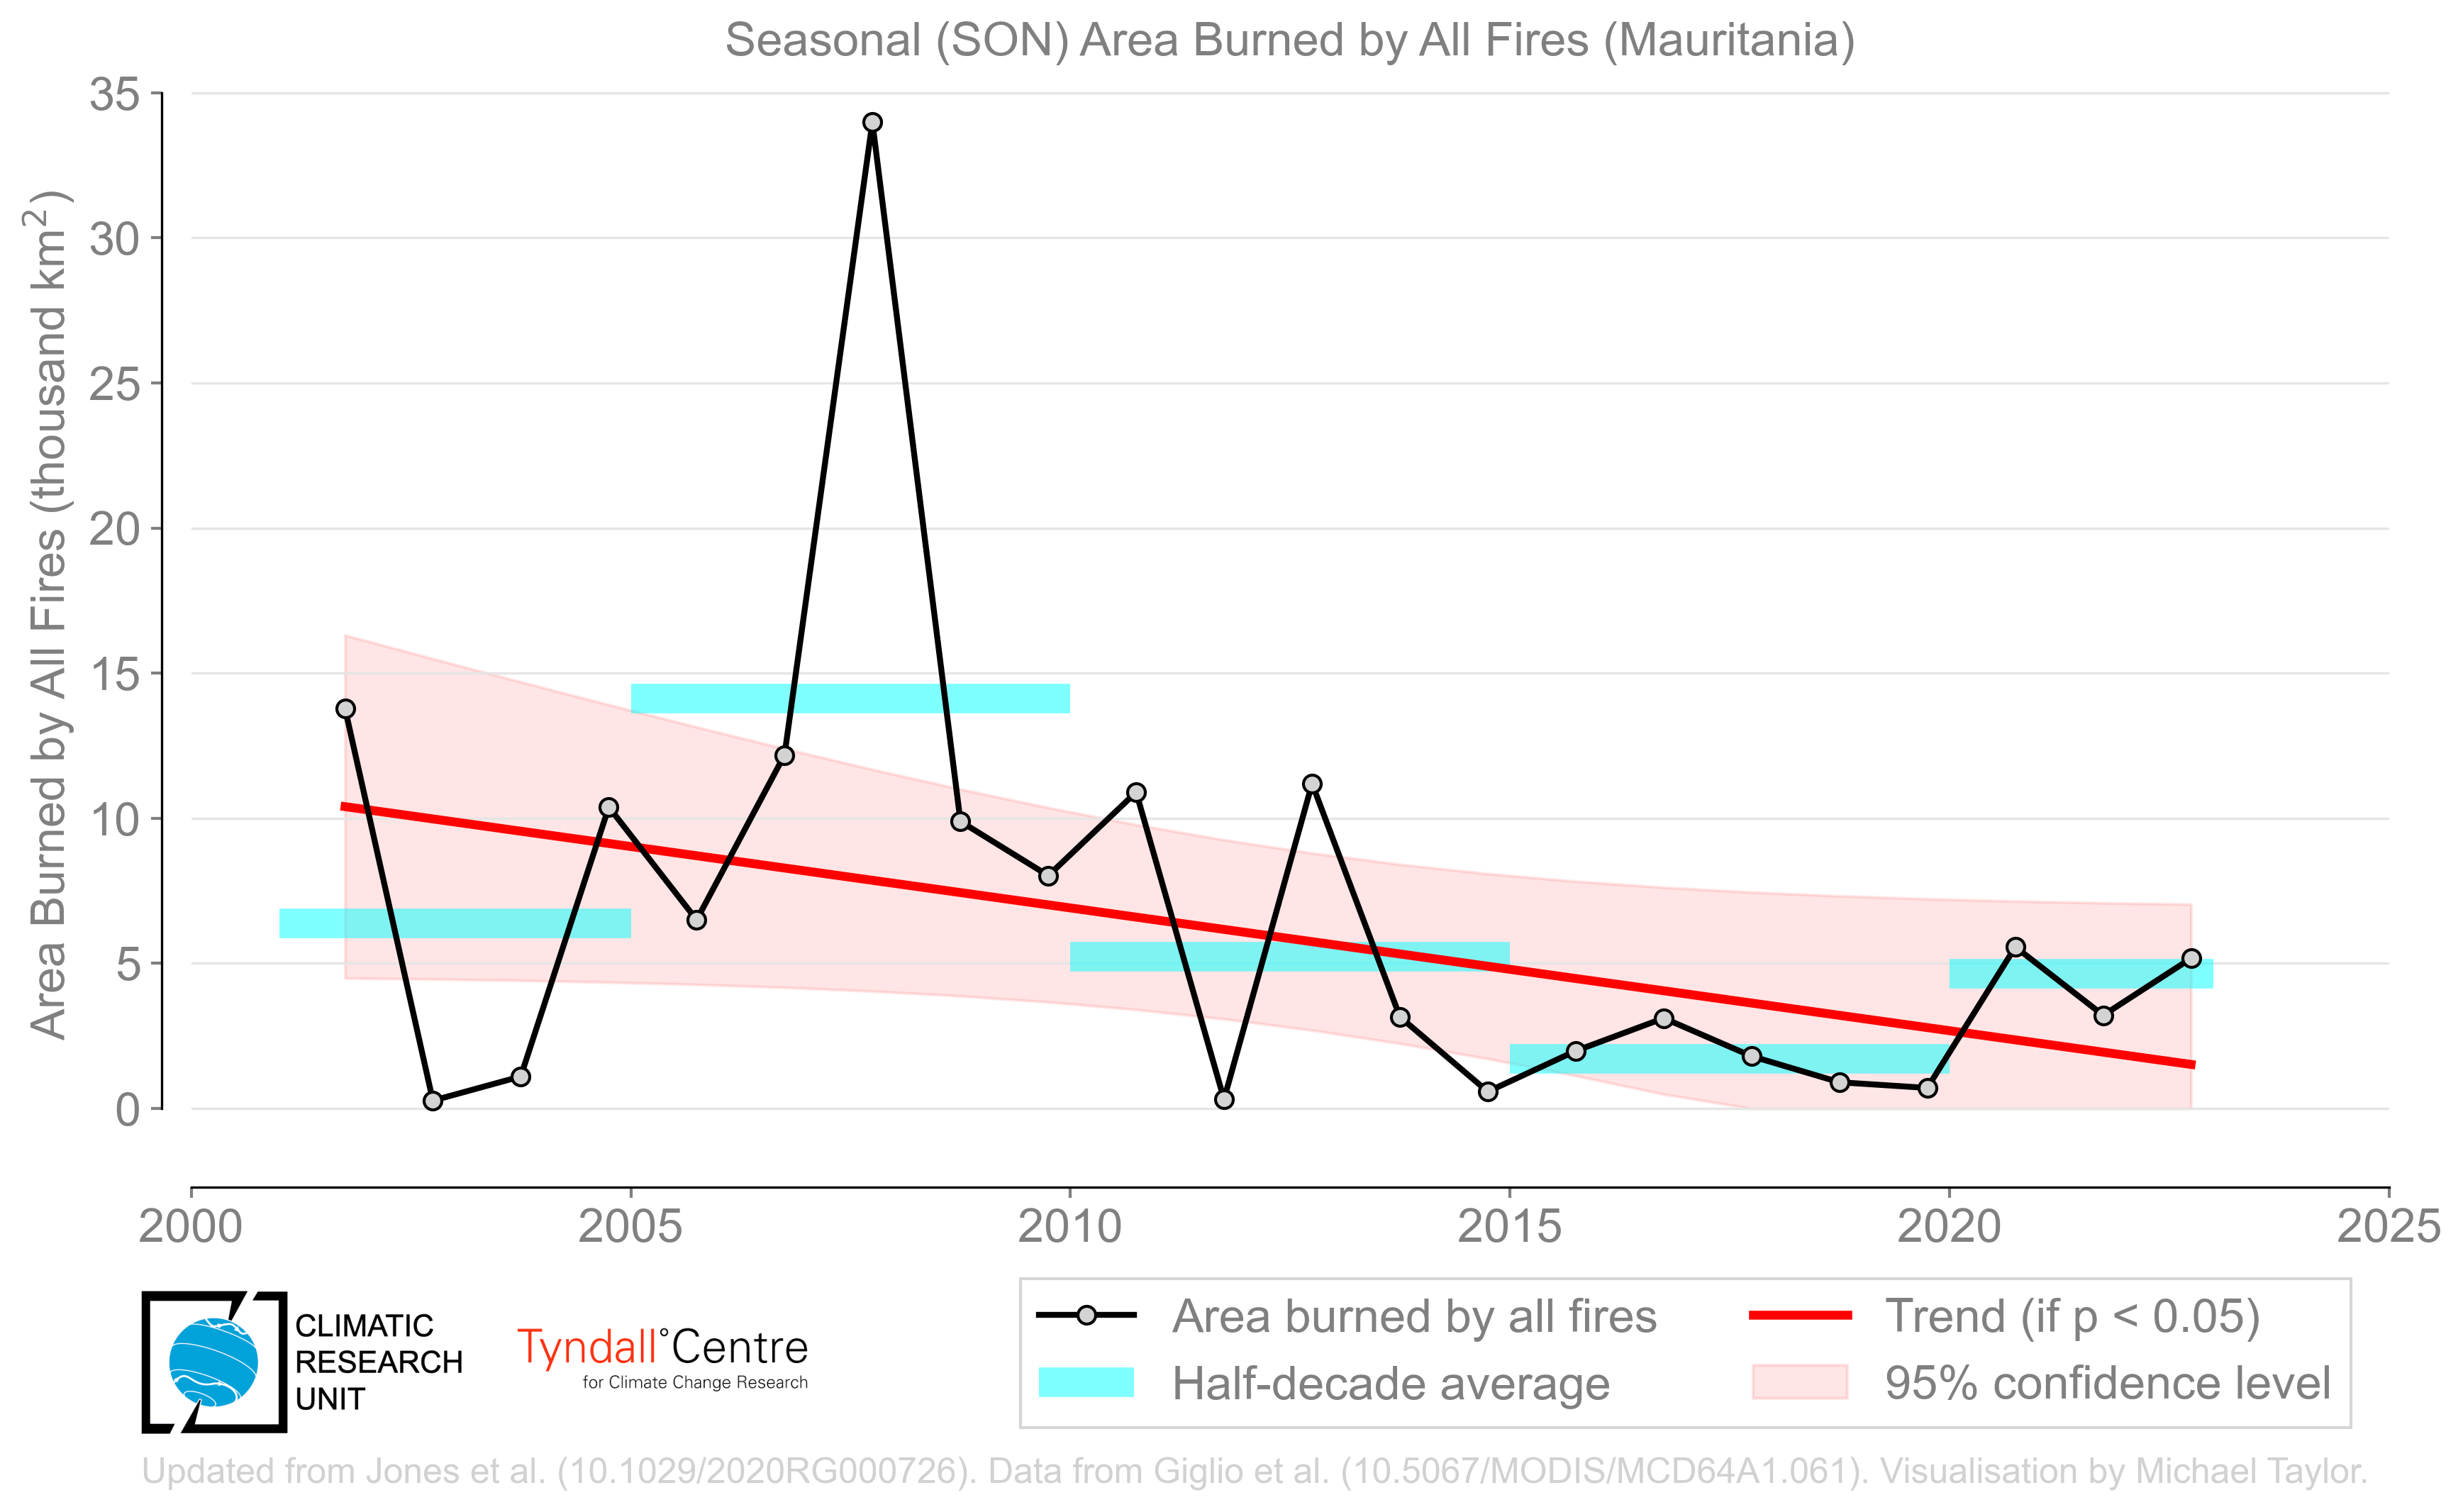 Seasonal (SON) Area Burned by All Fires (Mauritania)
Area Burned by All Fires (thousand km²)
35
30
25
20
15
10
5
0
2000 2005 2010 2015 2020 2025
CLIMATIC
RESEARCH
UNIT
Tyndall°Centre
for Climate Change Research
Area burned by all fires
Half-decade average
Trend (if p < 0.05)
95% confidence level
Updated from Jones et al. (10.1029/2020RG000726). Data from Giglio et al. (10.5067/MODIS/MCD64A1.061). Visualisation by Michael Taylor.